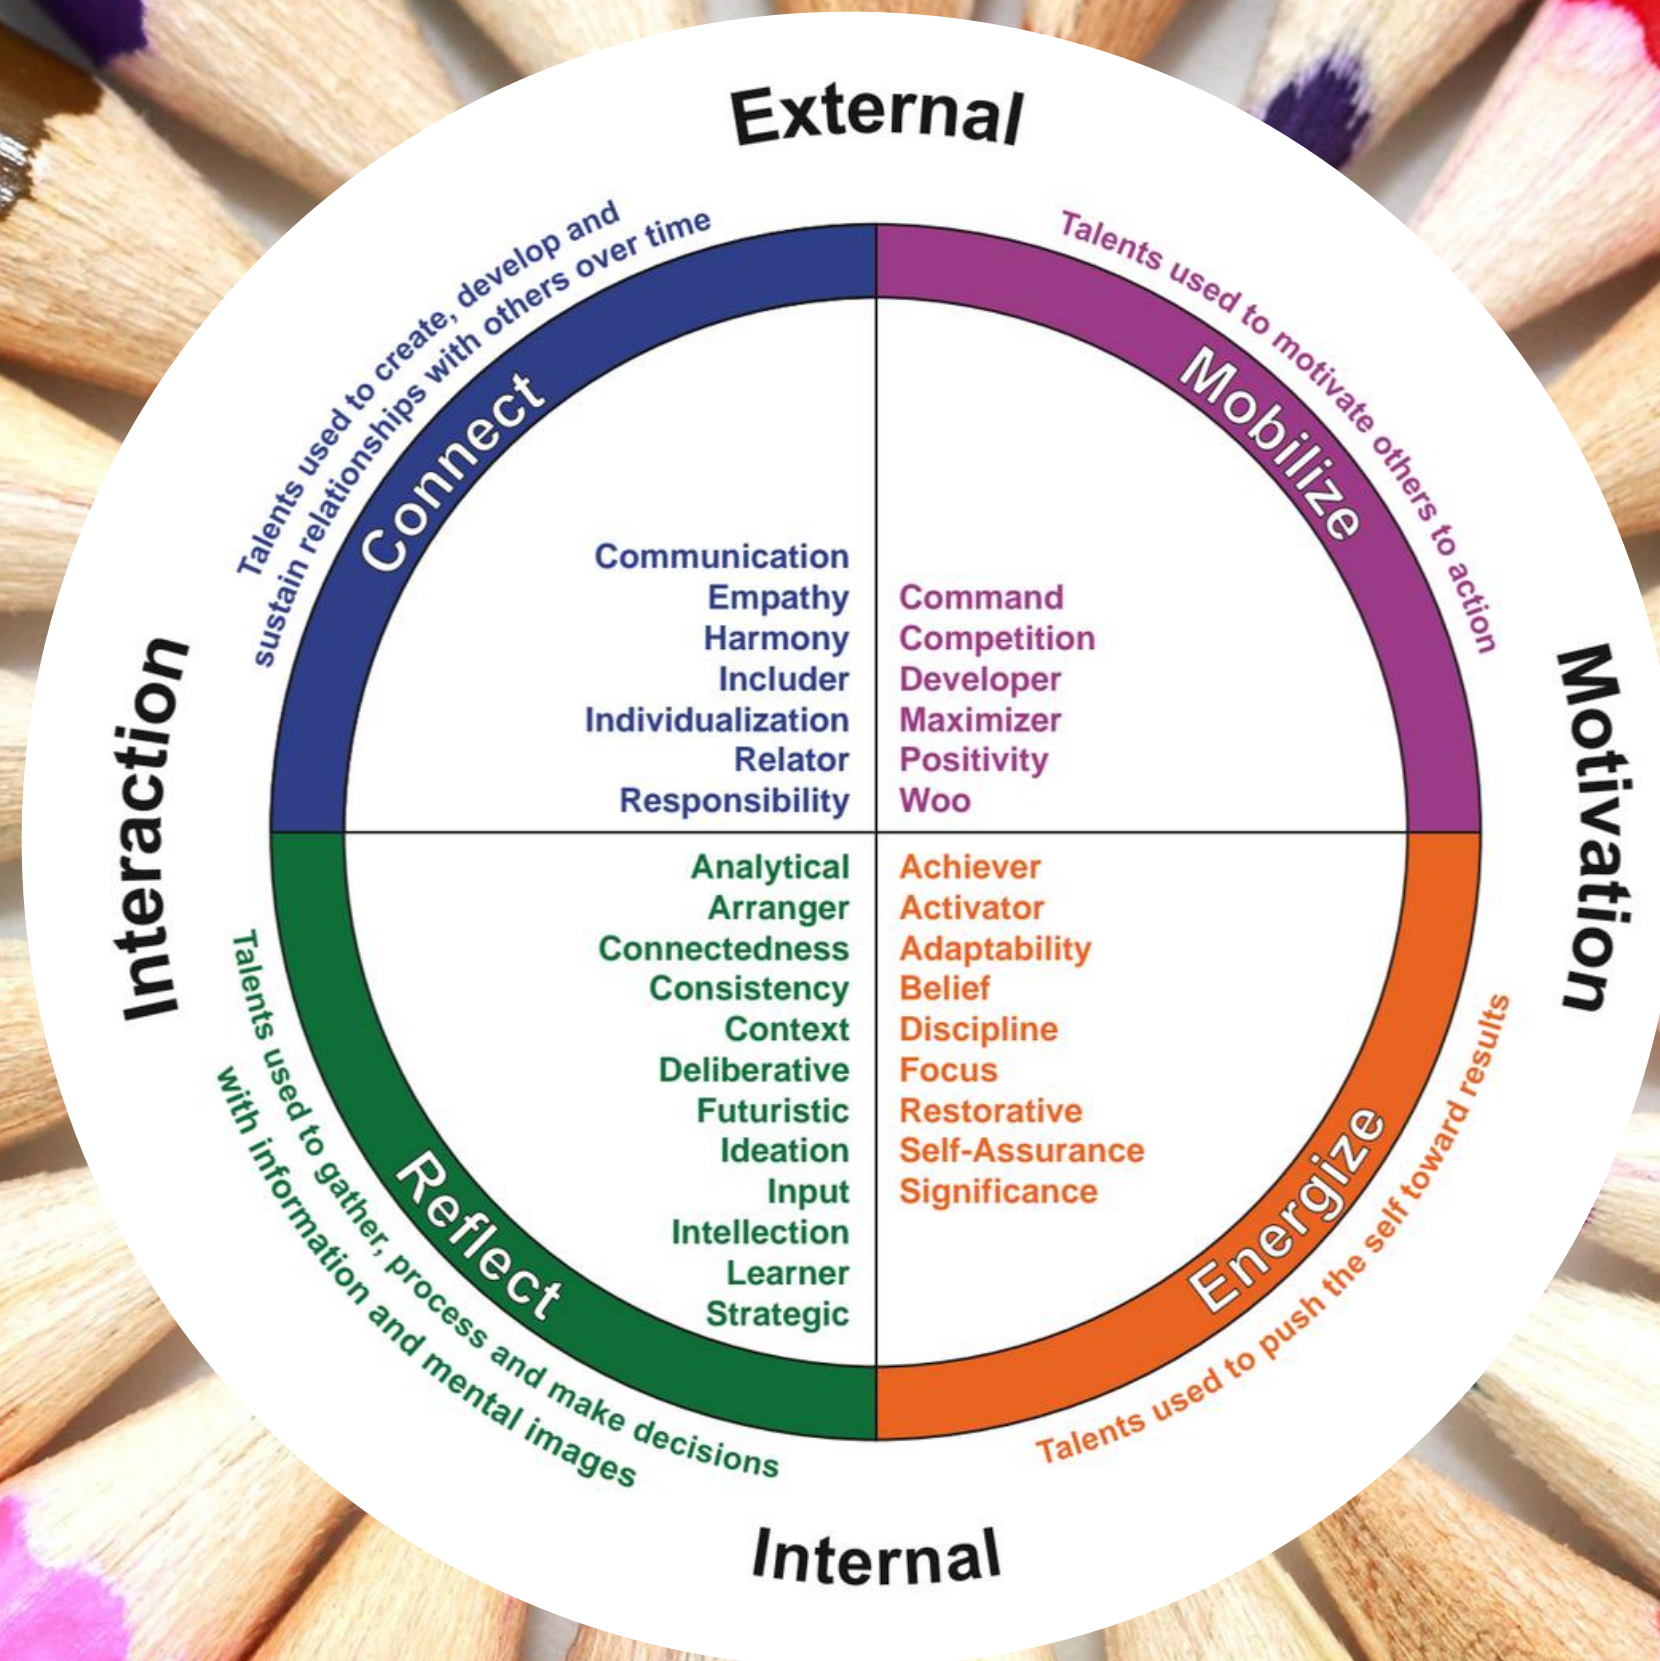 External
Talents used to create, develop and
sustain relationships with others over time
Connect
Talents used to motivate others to action
Mobilize
Interaction
Motivation
Communication
Empathy
Harmony
Includer
Individualization
Relator
Responsibility
Command
Competition
Developer
Maximizer
Positivity
Woo
Analytical
Arranger
Connectedness
Consistency
Context
Deliberative
Futuristic
Ideation
Input
Intellection
Learner
Strategic
Achiever
Activator
Adaptability
Belief
Discipline
Focus
Restorative
Self-Assurance
Significance
Reflect
Talents used to gather, process and make decisions
with information and mental images
Energize
Talents used to push the self toward results
Internal